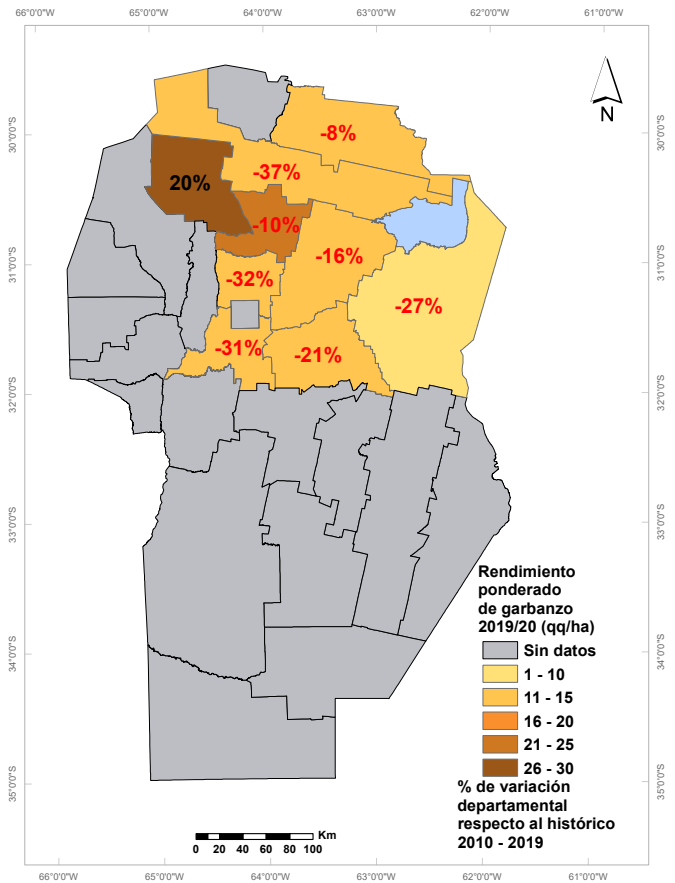 66°0'0"W 65°0'0"W 64°0'0"W 63°0'0"W 62°0'0"W 61°0'0"W
N
30°0'0"S
30°0'0"S
-8%
-37%
20%
-10%
-16%
31°0'0"S
31°0'0"S
-32%
-27%
-31%
-21%
32°0'0"S
32°0'0"S
33°0'0"S
33°0'0"S
Rendimiento
ponderado
de garbanzo
2019/20 (qq/ha)
Sin datos
1 - 10
11 - 15
16 - 20
21 - 25
26 - 30
34°0'0"S
34°0'0"S
% de variación
departamental
respecto al histórico
2010 - 2019
35°0'0"S
35°0'0"S
Km
0 20 40 60 80 100
66°0'0"W 65°0'0"W 64°0'0"W 63°0'0"W 62°0'0"W 61°0'0"W